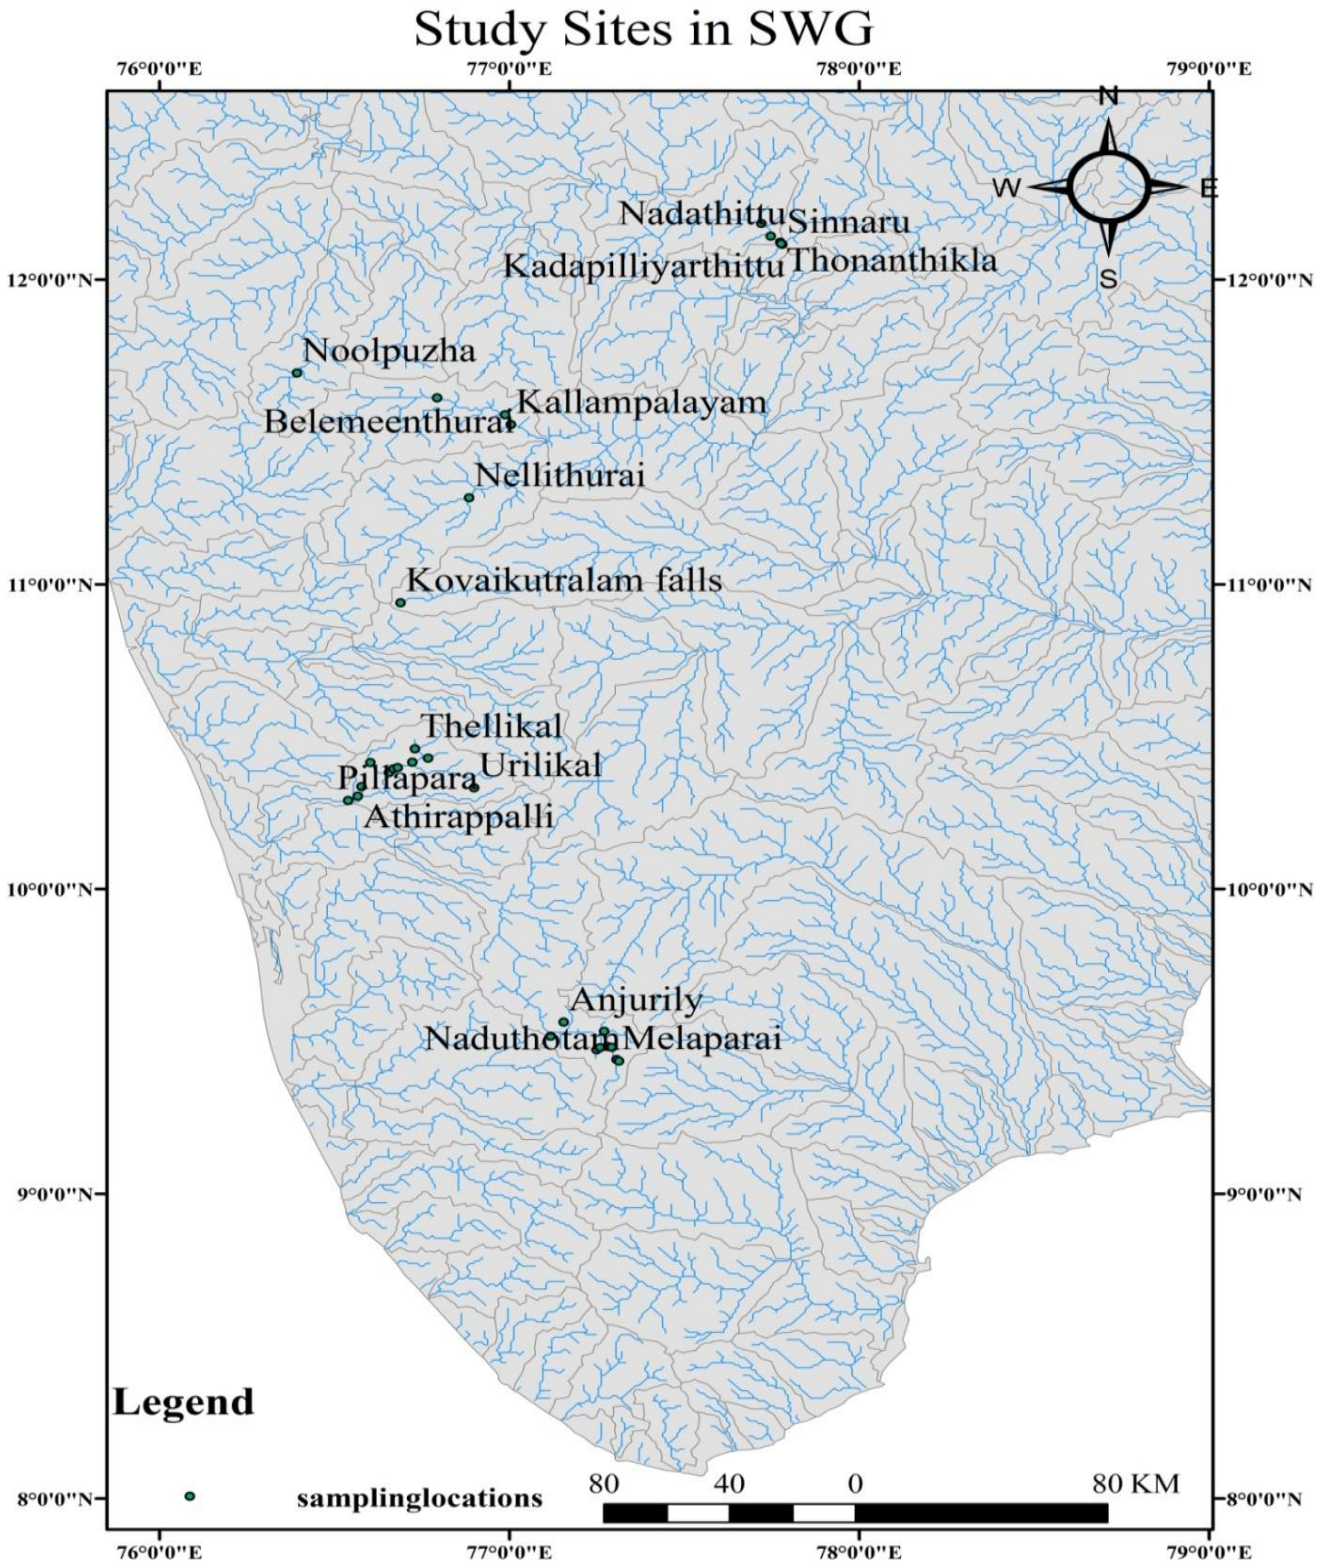 Study Sites in SWG
76°0'0"E 77°0'0"E 78°0'0"E 79°0'0"E
N
W E
S
Nadathittu Sinnaru
Kadapilliyarthittu Thonanthikla
12°0'0"N 12°0'0"N
Noolpuzha
Kallampalayam
Belemeenthurai
Nellithurai
Kovaikutralam falls
11°0'0"N 11°0'0"N
Thellikal
Urilikal
Pillapara
Athirappalli
10°0'0"N 10°0'0"N
Anjurily
Naduthotam Melaparai
9°0'0"N 9°0'0"N
Legend
80 40 0 80 KM
8°0'0"N samplinglocations 8°0'0"N
76°0'0"E 77°0'0"E 78°0'0"E 79°0'0"E